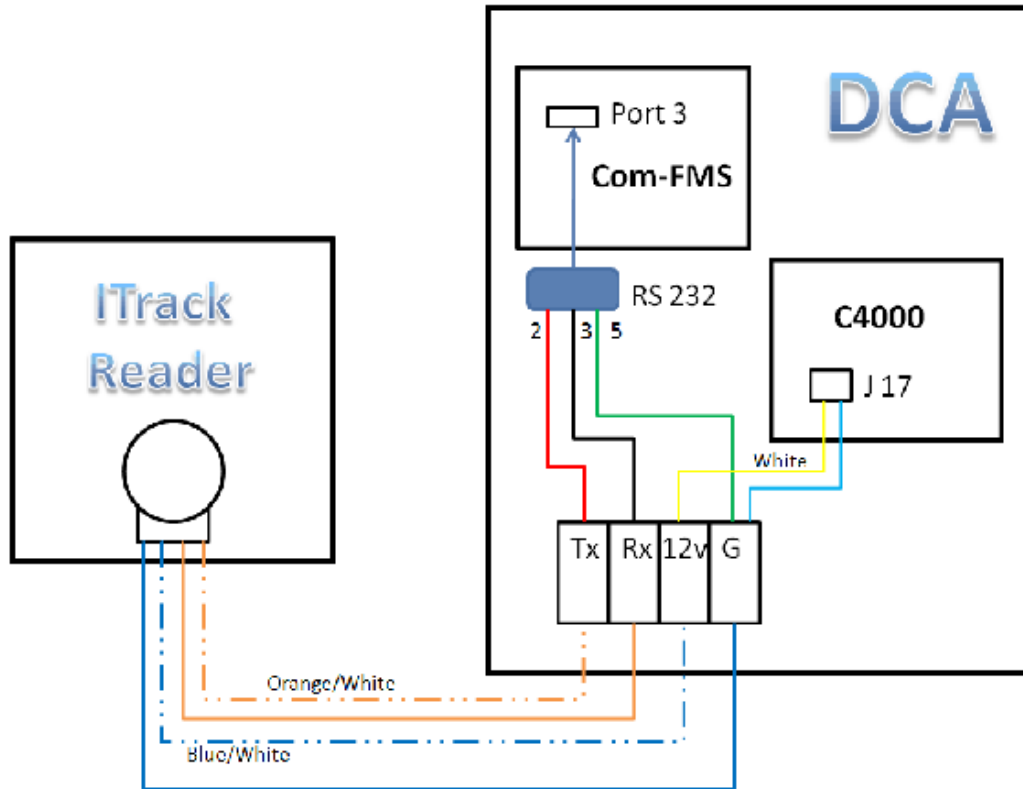 DCA
Port 3
Com-FMS
RS 232
2 3 5
C4000
J 17
White
ITrack
Reader
Tx Rx 12v G
Orange/White
Blue/White